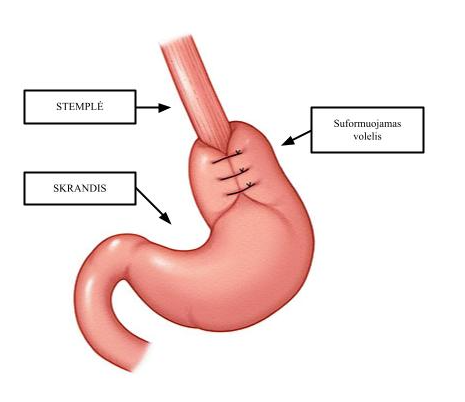 STEMPLĖ
Suformuojamas
volelis
SKRANDIS